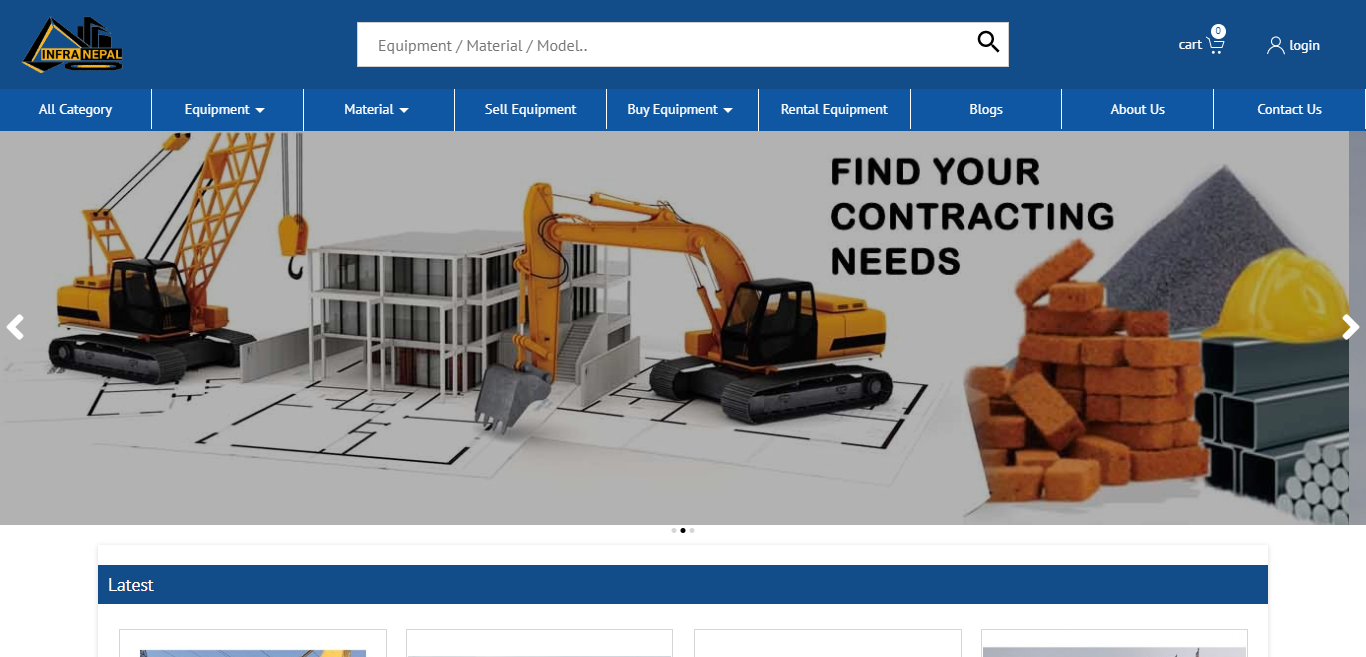 INFRA NEPAL
Equipment / Material / Model..
cart
0
login
All Category
Equipment
Material
Sell Equipment
Buy Equipment
Rental Equipment
Blogs
About Us
Contact Us
FIND YOUR
CONTRACTING
NEEDS
Latest